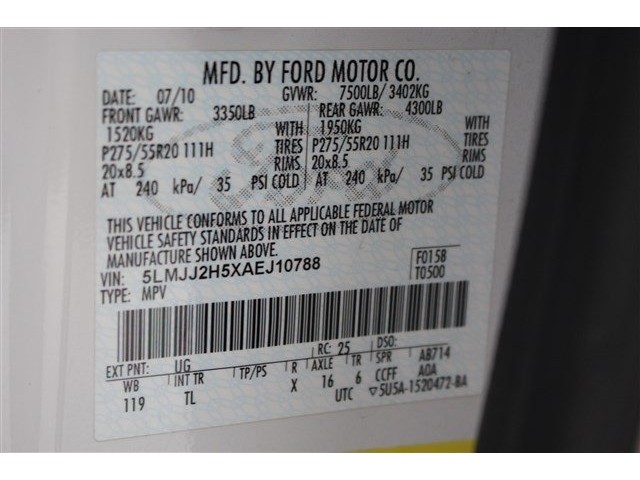 MFD. BY FORD MOTOR CO.
DATE: 07/10 GVWR: 7500LB/ 3402KG
FRONT GAWR: 3350LB REAR GAWR: 4300LB
1520KG WITH 1950KG WITH
P275/55R20 111H TIRES P275/55R20 111H TIRES
20x8.5 RIMS 20x8.5 RIMS
AT 240 kPa/ 35 PSI COLD AT 240 kPa/ 35 PSI COLD
THIS VEHICLE CONFORMS TO ALL APPLICABLE FEDERAL MOTOR
VEHICLE SAFETY STANDARDS IN EFFECT ON THE DATE OF
MANUFACTURE SHOWN ABOVE.
VIN: 5LMJJ2H5XAEJ10788 F0158
TYPE: MPV T0500
EXT PNT: UG RC: 25 DSO:
WB INT TR TP/PS R AXLE TR SPR AB714
119 TL X 16 6 CCFF AOA
UTC ▽5U5A-1520472-BA